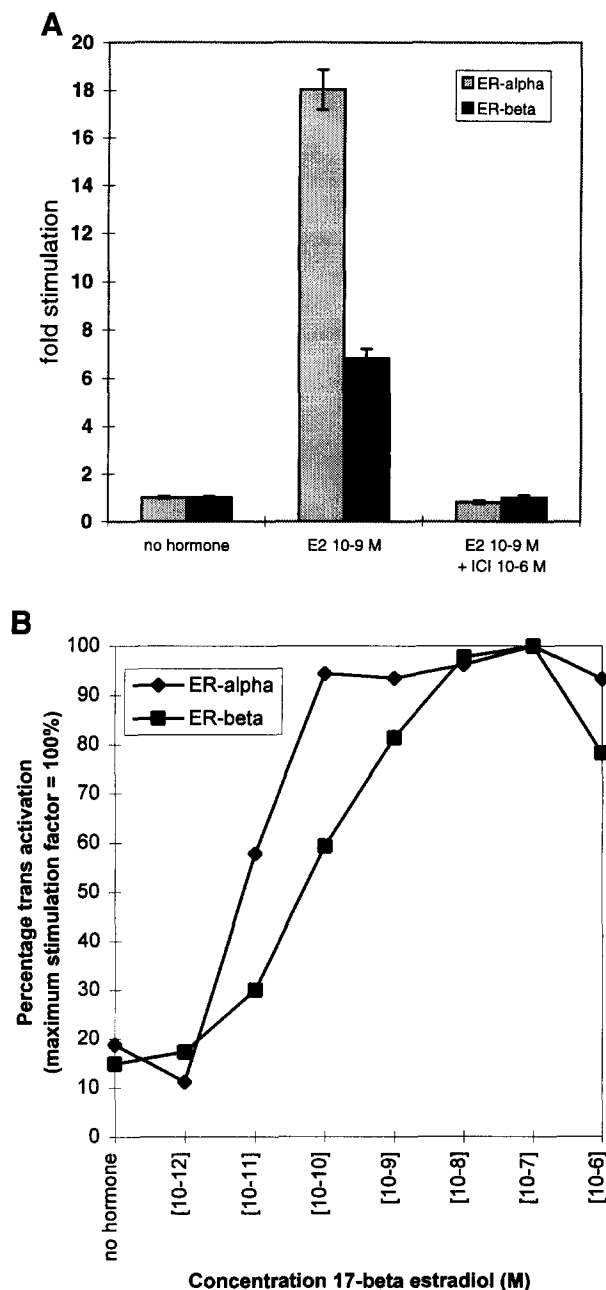 A
20
18
16
14
12
10
8
6
4
2
0
fold stimulation
ER-alpha
ER-beta
no hormone
E2 10-9 M
E2 10-9 M
+ ICI 10-6 M
B
100
90
80
70
60
50
40
30
20
10
0
Percentage trans activation
(maximum stimulation factor = 100%)
ER-alpha
ER-beta
no hormone
[10-12]
[10-11]
[10-10]
[10-9]
[10-8]
[10-7]
[10-6]
Concentration 17-beta estradiol (M)